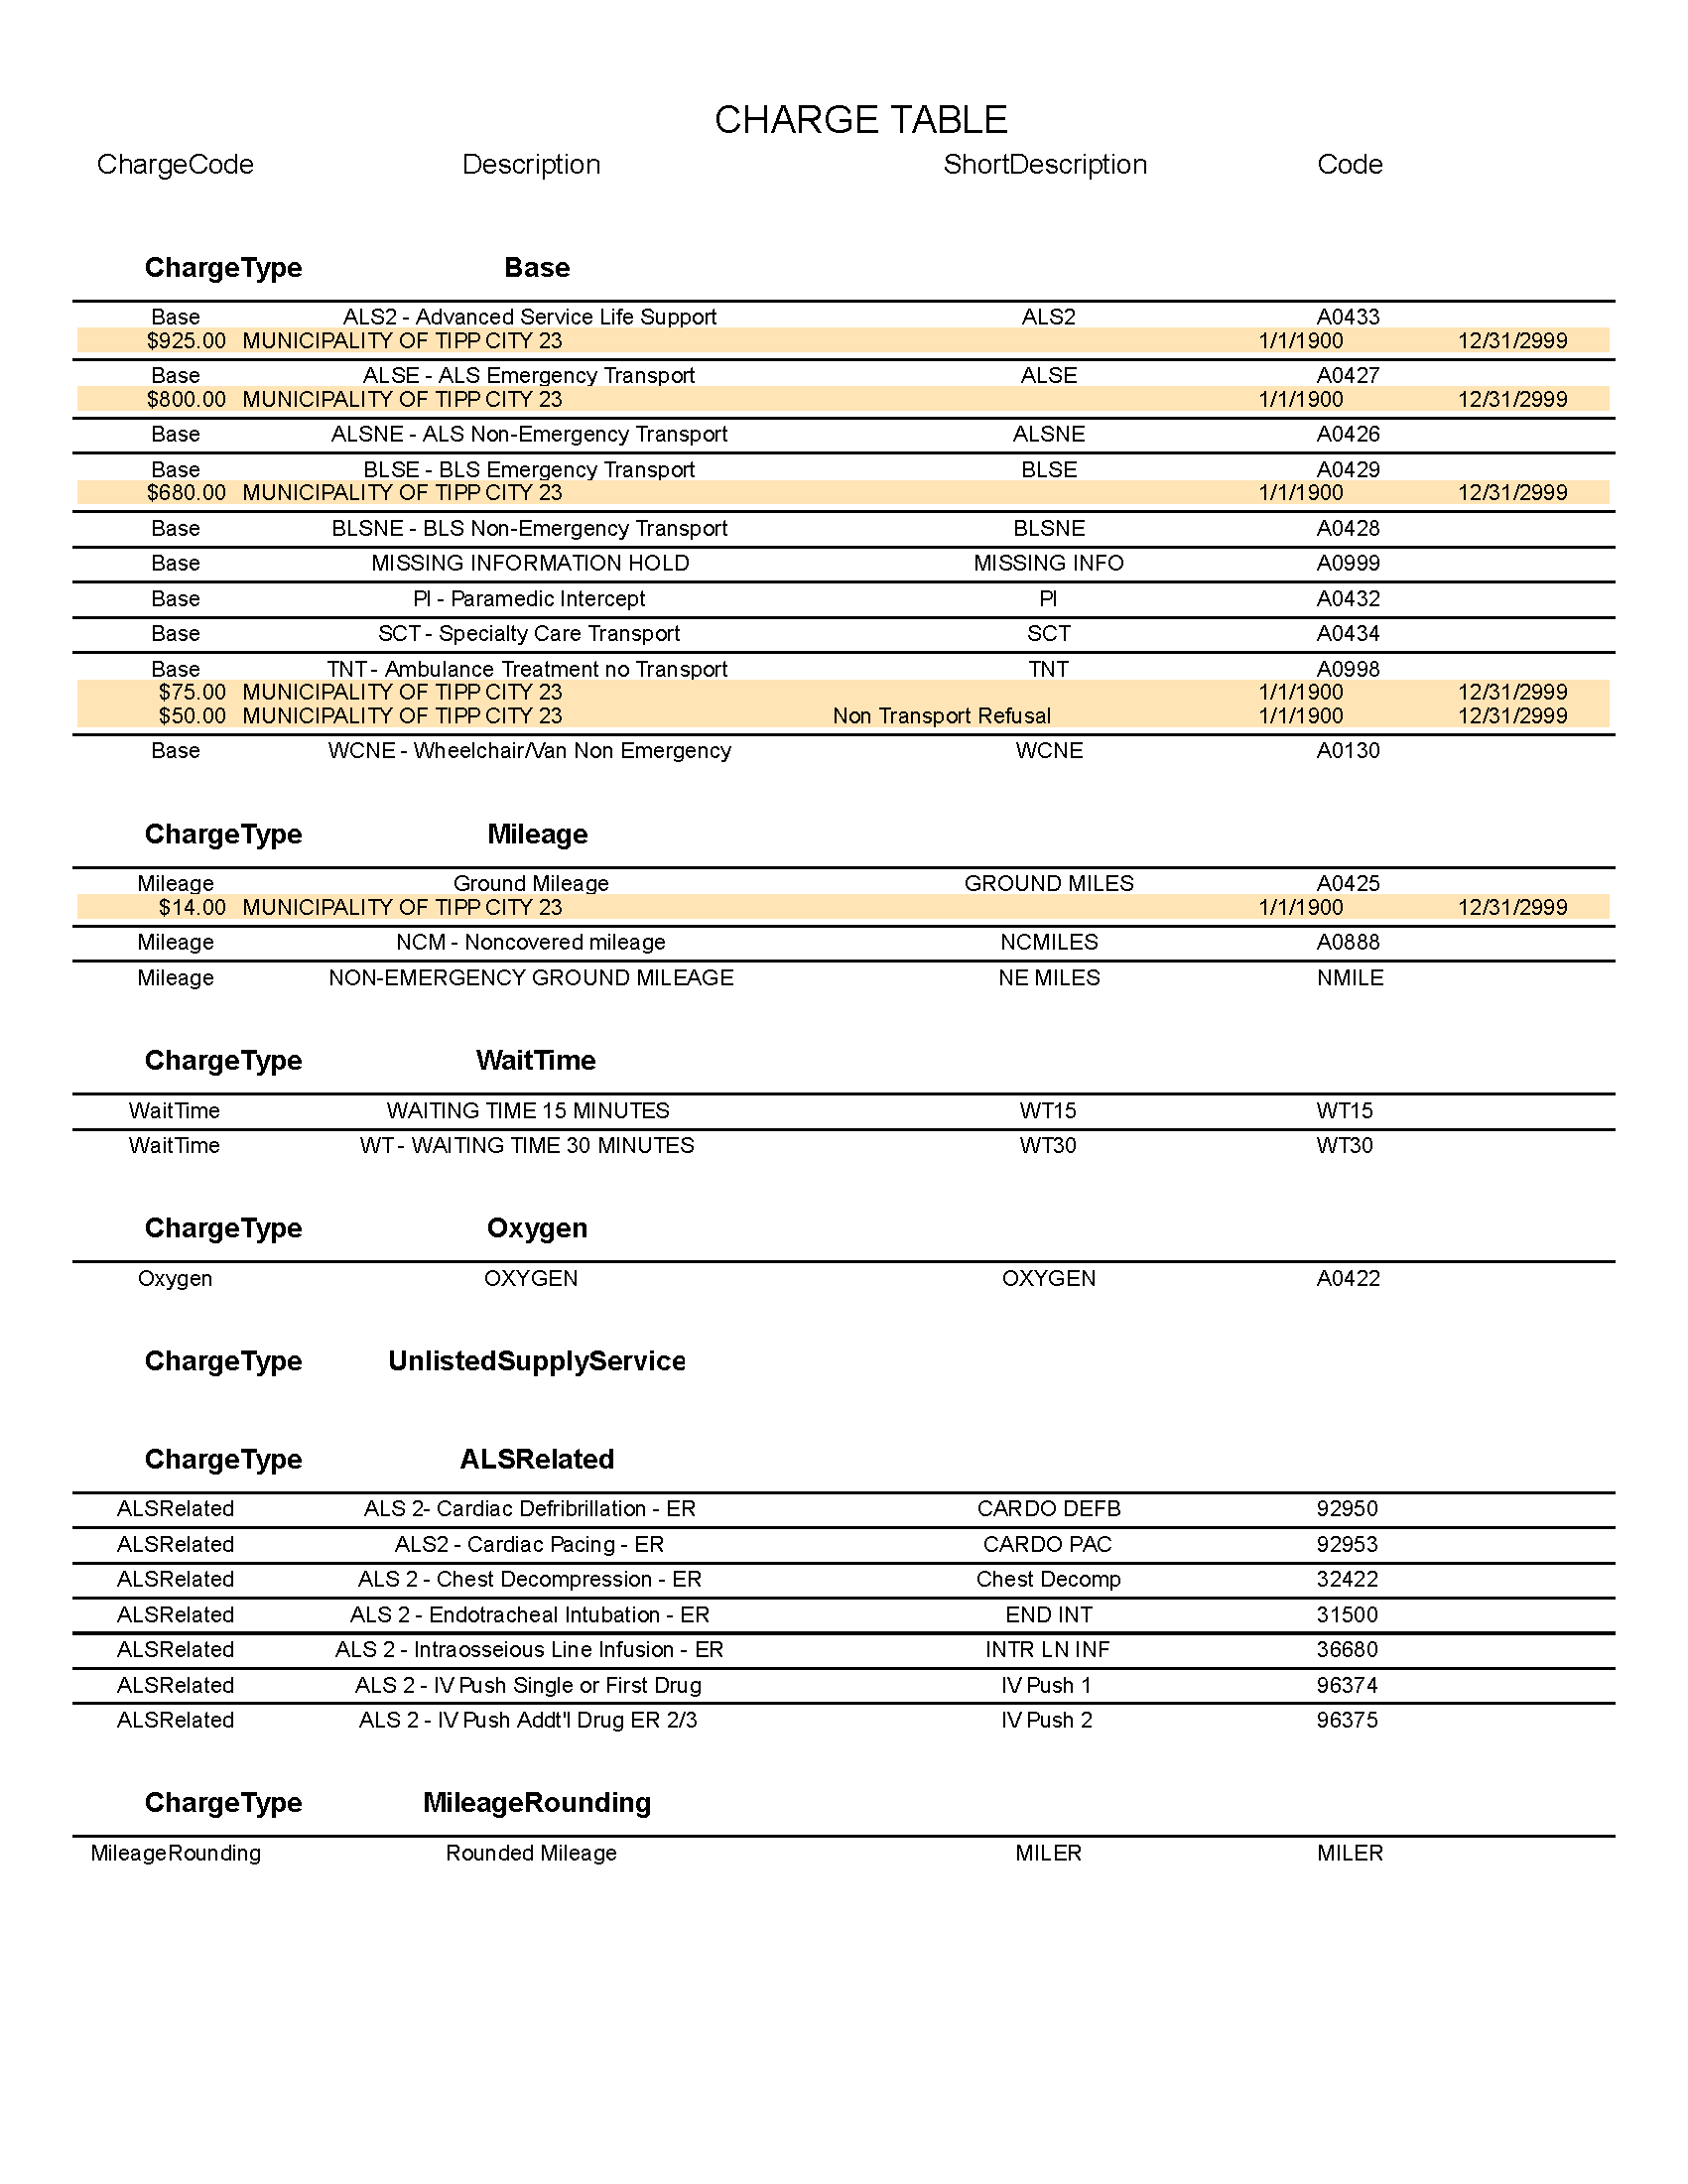 CHARGE TABLE
ChargeCode Description ShortDescription Code
ChargeType Base
Base ALS2 - Advanced Service Life Support ALS2 A0433
$925.00 MUNICIPALITY OF TIPP CITY 23 1/1/1900 12/31/2999
Base ALSE - ALS Emergency Transport ALSE A0427
$800.00 MUNICIPALITY OF TIPP CITY 23 1/1/1900 12/31/2999
Base ALSNE - ALS Non-Emergency Transport ALSNE A0426
Base BLSE - BLS Emergency Transport BLSE A0429
$680.00 MUNICIPALITY OF TIPP CITY 23 1/1/1900 12/31/2999
Base BLSNE - BLS Non-Emergency Transport BLSNE A0428
Base MISSING INFORMATION HOLD MISSING INFO A0999
Base PI - Paramedic Intercept PI A0432
Base SCT - Specialty Care Transport SCT A0434
Base TNT - Ambulance Treatment no Transport TNT A0998
$75.00 MUNICIPALITY OF TIPP CITY 23 1/1/1900 12/31/2999
$50.00 MUNICIPALITY OF TIPP CITY 23 Non Transport Refusal 1/1/1900 12/31/2999
Base WCNE - Wheelchair/Van Non Emergency WCNE A0130
ChargeType Mileage
Mileage Ground Mileage GROUND MILES A0425
$14.00 MUNICIPALITY OF TIPP CITY 23 1/1/1900 12/31/2999
Mileage NCM - Noncovered mileage NCMILES A0888
Mileage NON-EMERGENCY GROUND MILEAGE NE MILES NMILE
ChargeType WaitTime
WaitTime WAITING TIME 15 MINUTES WT15 WT15
WaitTime WT - WAITING TIME 30 MINUTES WT30 WT30
ChargeType Oxygen
Oxygen OXYGEN OXYGEN A0422
ChargeType UnlistedSupplyService
ChargeType ALSRelated
ALSRelated ALS 2- Cardiac Defribrillation - ER CARDO DEFB 92950
ALSRelated ALS2 - Cardiac Pacing - ER CARDO PAC 92953
ALSRelated ALS 2 - Chest Decompression - ER Chest Decomp 32422
ALSRelated ALS 2 - Endotracheal Intubation - ER END INT 31500
ALSRelated ALS 2 - Intraosseious Line Infusion - ER INTR LN INF 36680
ALSRelated ALS 2 - IV Push Single or First Drug IV Push 1 96374
ALSRelated ALS 2 - IV Push Addt'l Drug ER 2/3 IV Push 2 96375
ChargeType MileageRounding
MileageRounding Rounded Mileage MILER MILER